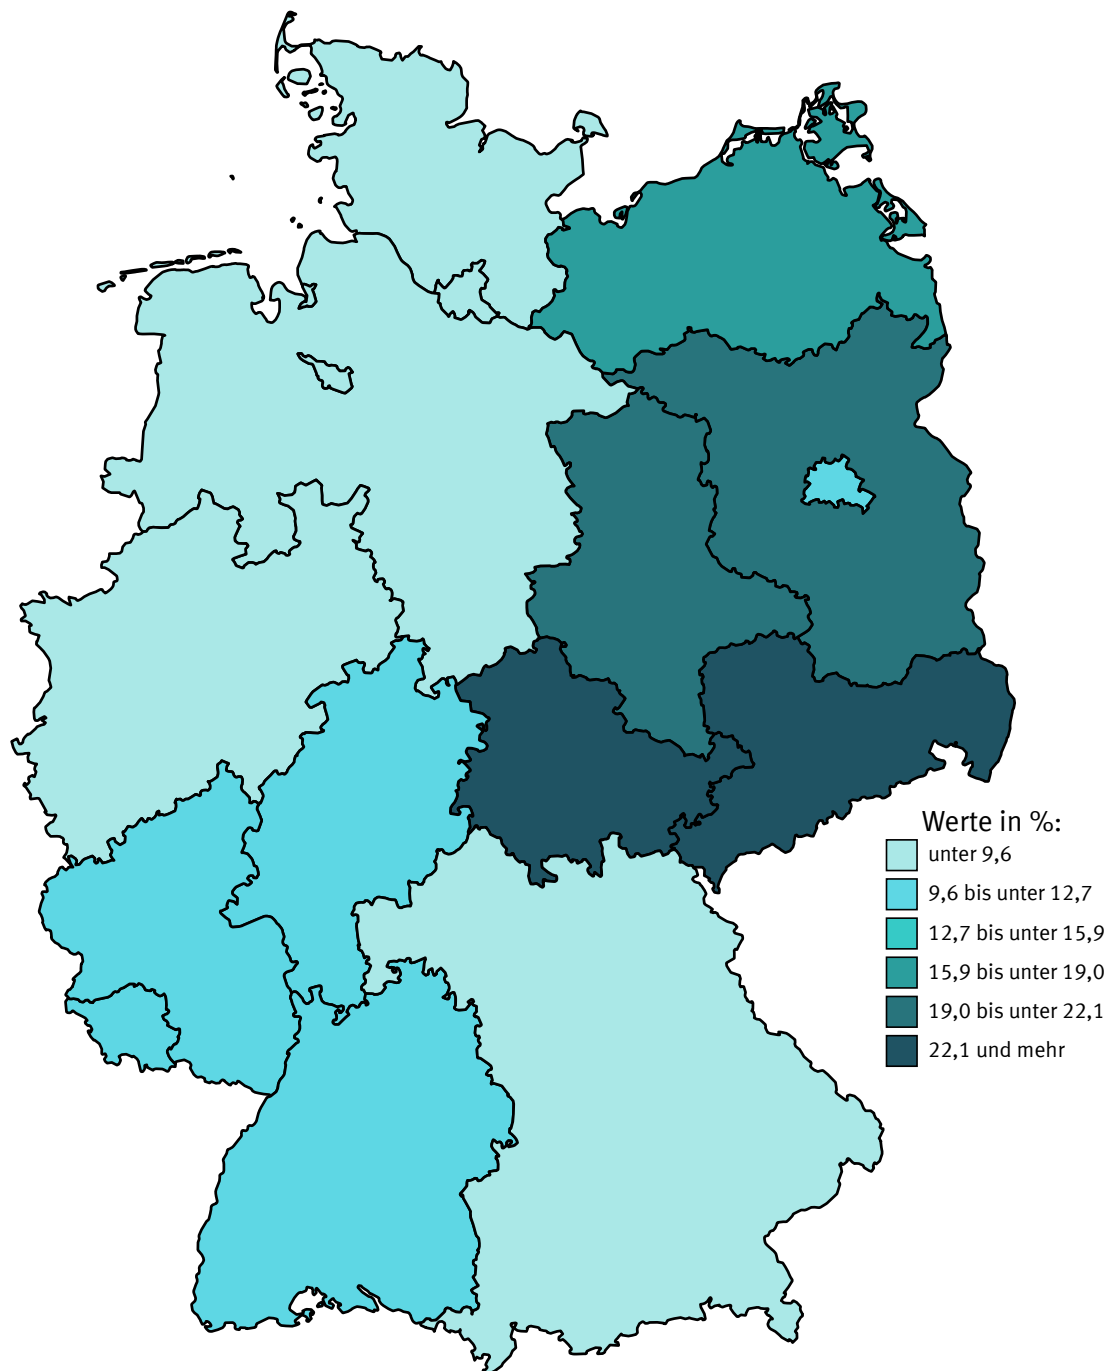 Werte in %:
unter 9,6
9,6 bis unter 12,7
12,7 bis unter 15,9
15,9 bis unter 19,0
19,0 bis unter 22,1
22,1 und mehr